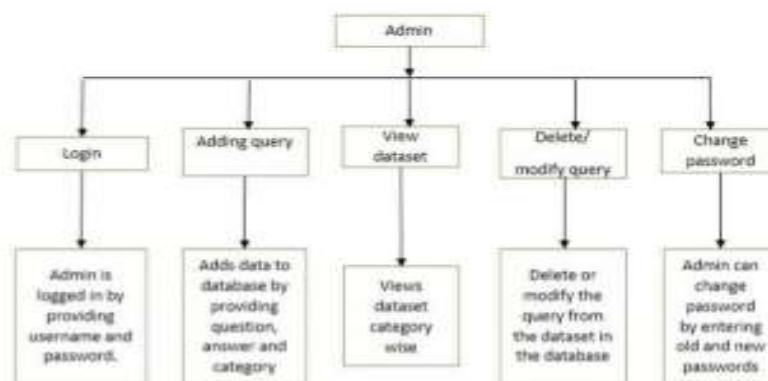 Admin
Login
Adding query
View
dataset
Delete/
modify query
Change
password
Admin is
logged in by
providing
username and
password.
Adds data to
database by
providing
question,
answer and
category
Views
dataset
category
wise
Delete or
modify the
query from
the dataset in
the database
Admin can
change
password
by entering
old and new
passwords